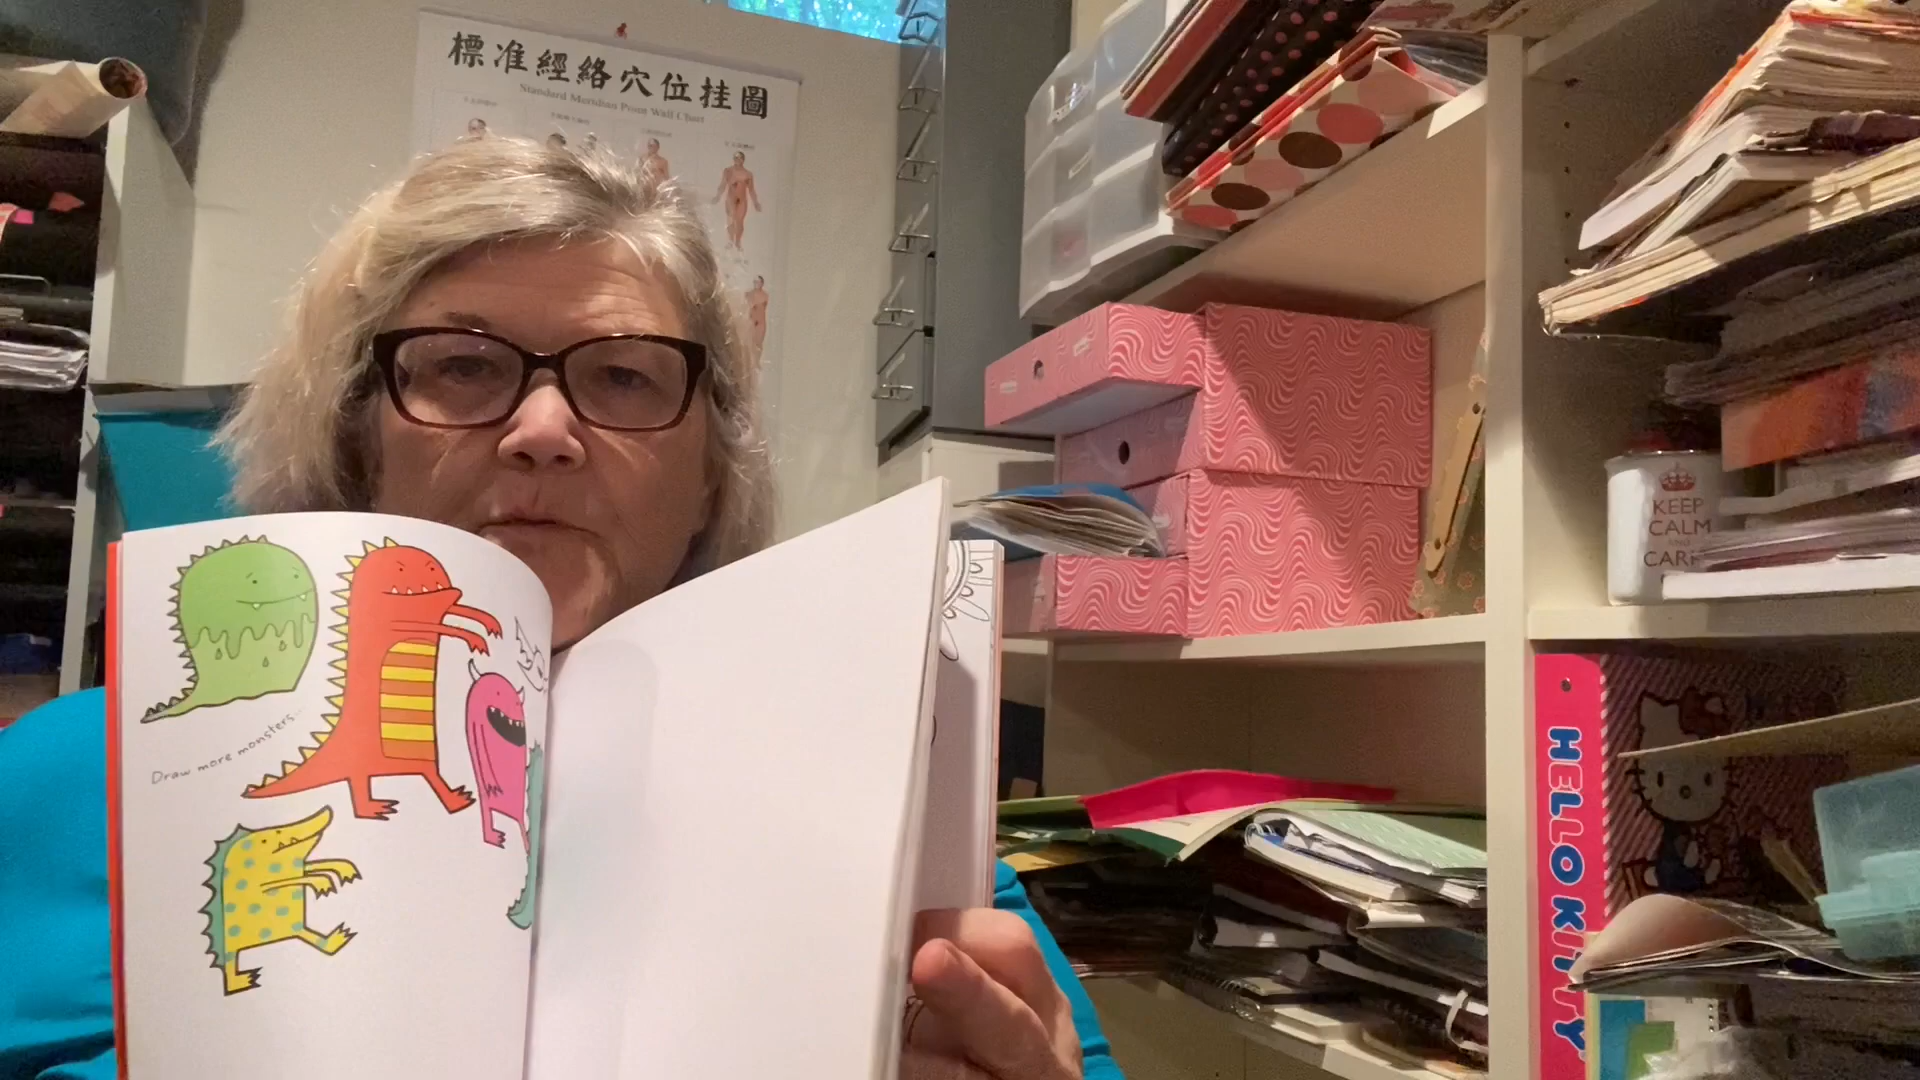 標准經絡穴位挂圖
Standard Meridian Point Wall Chart
Draw more monsters...
KEEP
CALM
AND
HELLO KITTY